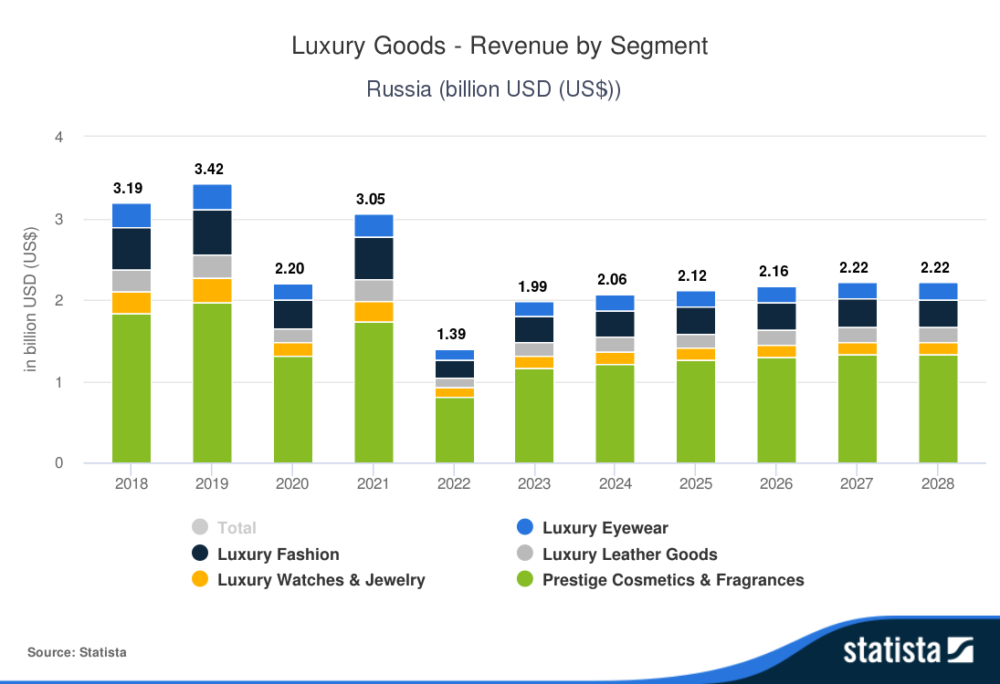 Luxury Goods - Revenue by Segment
Russia (billion USD (US$))
in billion USD (US$)
4
3
2
1
0
3.19
3.42
2.20
3.05
1.39
1.99
2.06
2.12
2.16
2.22
2.22
2018 2019 2020 2021 2022 2023 2024 2025 2026 2027 2028
Total Luxury Eyewear
Luxury Fashion Luxury Leather Goods
Luxury Watches & Jewelry Prestige Cosmetics & Fragrances
Source: Statista
statista